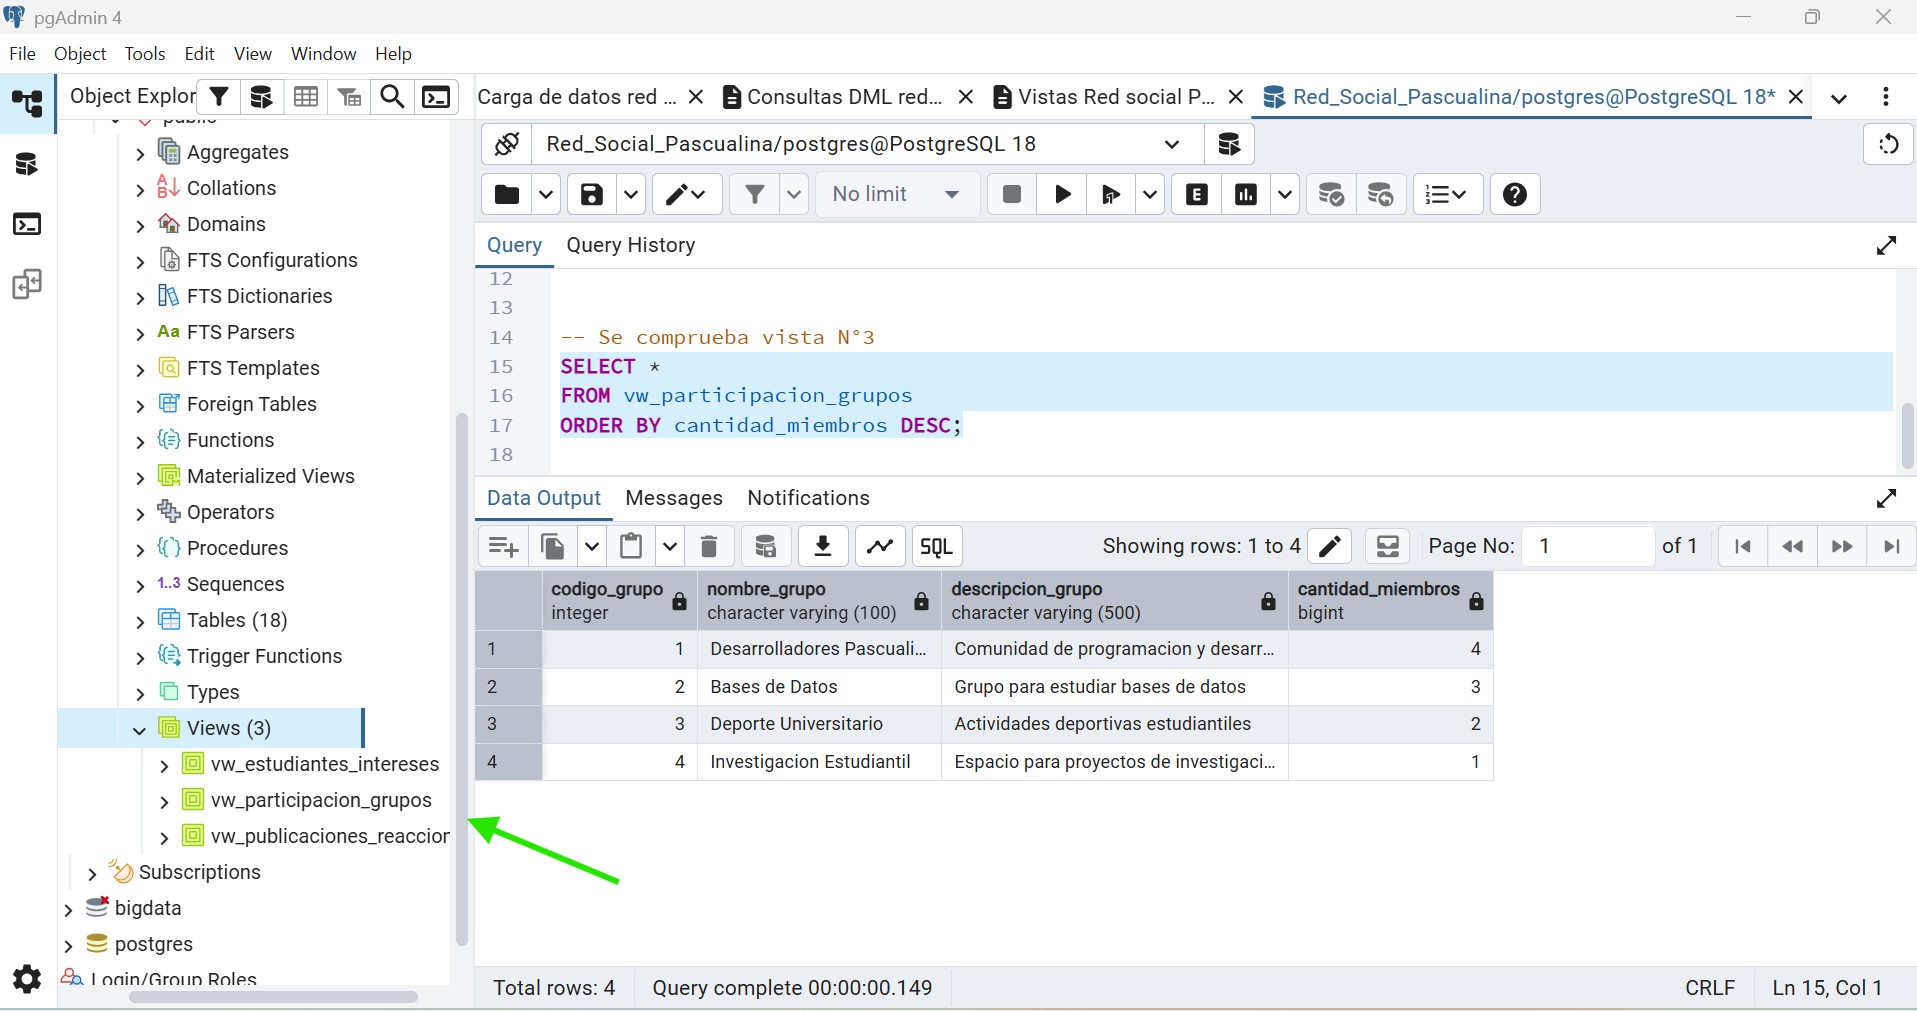 pgAdmin 4
File Object Tools Edit View Window Help
Object Explor
Carga de datos red ... Consultas DML red... Vistas Red social P... Red_Social_Pascualina/postgres@PostgreSQL 18*
public
Aggregates
Collations
Domains
FTS Configurations
FTS Dictionaries
Aa FTS Parsers
FTS Templates
Foreign Tables
Functions
Materialized Views
Operators
Procedures
1..3 Sequences
Tables (18)
Trigger Functions
Types
Views (3)
vw_estudiantes_intereses
vw_participacion_grupos
vw_publicaciones_reaccion
Subscriptions
bigdata
postgres
Login/Group Roles
Red_Social_Pascualina/postgres@PostgreSQL 18
No limit
E
Query Query History
12
13
14 -- Se comprueba vista N°3
15 SELECT *
16 FROM vw_participacion_grupos
17 ORDER BY cantidad_miembros DESC;
18
Data Output Messages Notifications
SQL Showing rows: 1 to 4 Page No: 1 of 1
codigo_grupo nombre_grupo descripcion_grupo cantidad_miembros
integer character varying (100) character varying (500) bigint
1 1 Desarrolladores Pascuali... Comunidad de programacion y desarr... 4
2 2 Bases de Datos Grupo para estudiar bases de datos 3
3 3 Deporte Universitario Actividades deportivas estudiantiles 2
4 4 Investigacion Estudiantil Espacio para proyectos de investigaci... 1
Total rows: 4 Query complete 00:00:00.149 CRLF Ln 15, Col 1